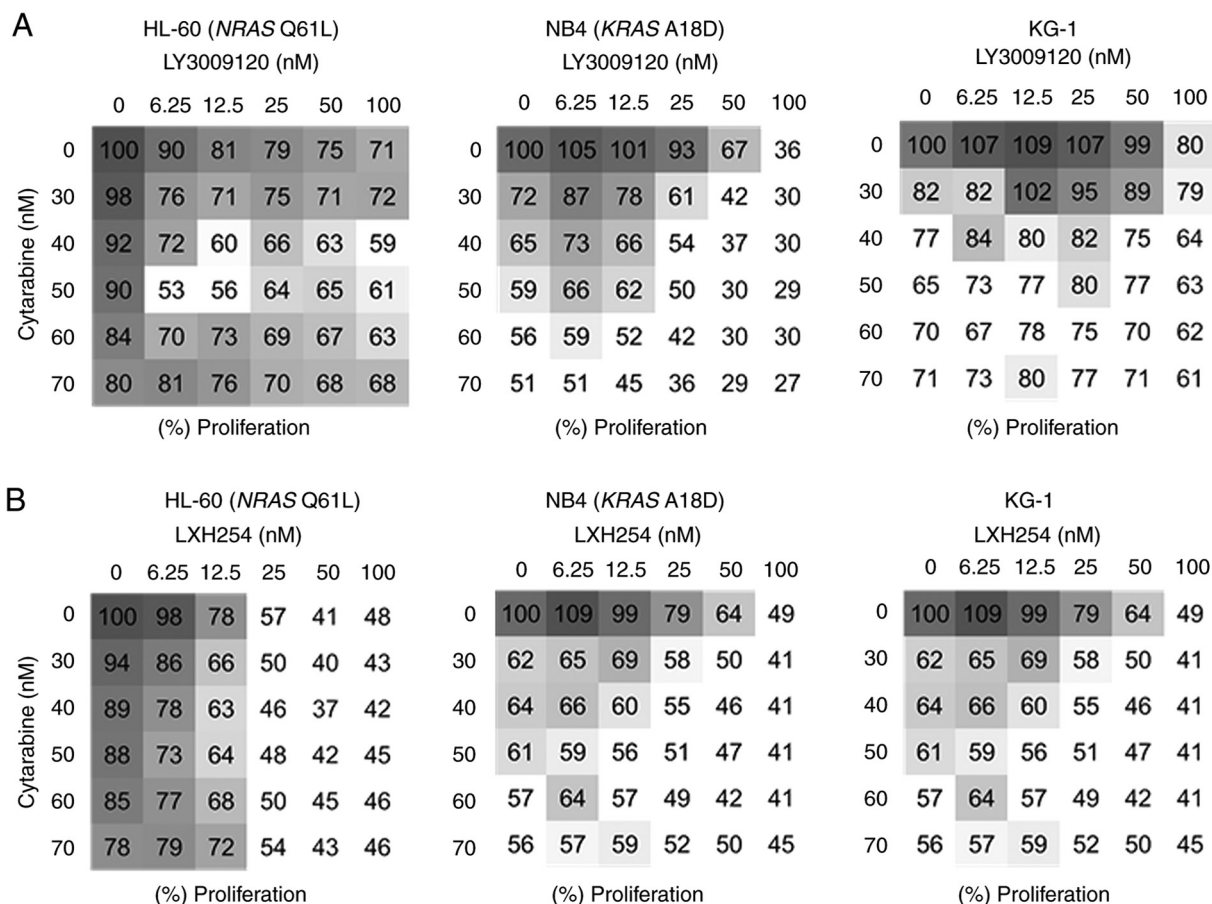 A
HL-60 (NRAS Q61L)
LY3009120 (nM)
0 6.25 12.5 25 50 100
Cytarabine (nM)
0 100 90 81 79 75 71
30 98 76 71 75 71 72
40 92 72 60 66 63 59
50 90 53 56 64 65 61
60 84 70 73 69 67 63
70 80 81 76 70 68 68
(%) Proliferation
NB4 (KRAS A18D)
LY3009120 (nM)
0 6.25 12.5 25 50 100
0 100 105 101 93 67 36
30 72 87 78 61 42 30
40 65 73 66 54 37 30
50 59 66 62 50 30 29
60 56 59 52 42 30 30
70 51 51 45 36 29 27
(%) Proliferation
KG-1
LY3009120 (nM)
0 6.25 12.5 25 50 100
0 100 107 109 107 99 80
30 82 82 102 95 89 79
40 77 84 80 82 75 64
50 65 73 77 80 77 63
60 70 67 78 75 70 62
70 71 73 80 77 71 61
(%) Proliferation
B
HL-60 (NRAS Q61L)
LXH254 (nM)
0 6.25 12.5 25 50 100
Cytarabine (nM)
0 100 98 78 57 41 48
30 94 86 66 50 40 43
40 89 78 63 46 37 42
50 88 73 64 48 42 45
60 85 77 68 50 45 46
70 78 79 72 54 43 46
(%) Proliferation
NB4 (KRAS A18D)
LXH254 (nM)
0 6.25 12.5 25 50 100
0 100 109 99 79 64 49
30 62 65 69 58 50 41
40 64 66 60 55 46 41
50 61 59 56 51 47 41
60 57 64 57 49 42 41
70 56 57 59 52 50 45
(%) Proliferation
KG-1
LXH254 (nM)
0 6.25 12.5 25 50 100
0 100 109 99 79 64 49
30 62 65 69 58 50 41
40 64 66 60 55 46 41
50 61 59 56 51 47 41
60 57 64 57 49 42 41
70 56 57 59 52 50 45
(%) Proliferation